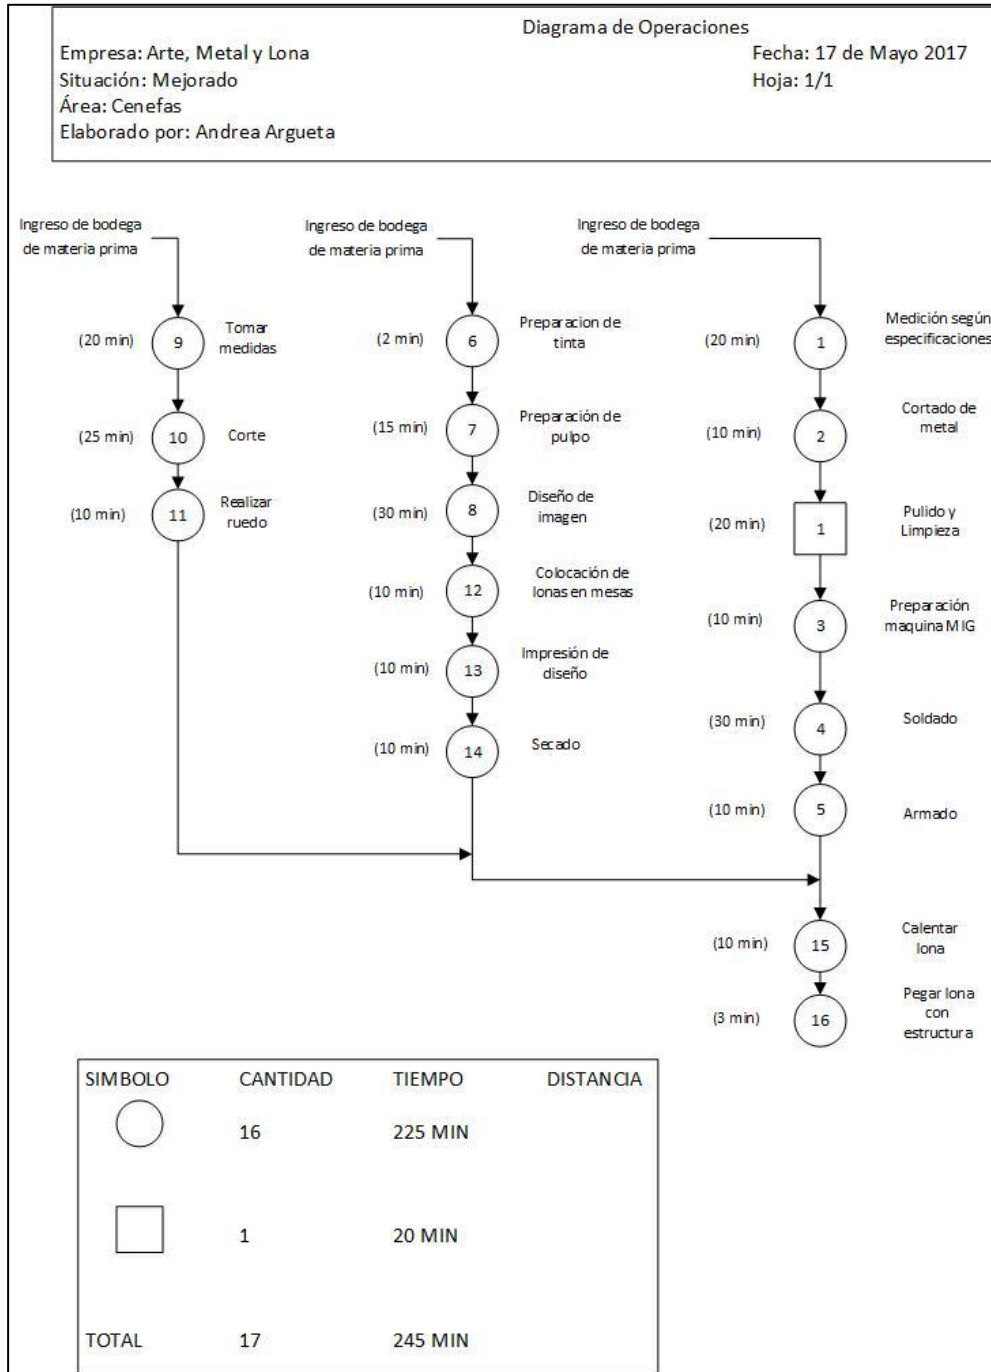 Diagrama de Operaciones
Empresa: Arte, Metal y Lona
Fecha: 17 de Mayo 2017
Situación: Mejorado
Hoja: 1/1
Área: Cenefas
Elaborado por: Andrea Argueta
Ingreso de bodega
de materia prima
(20 min)
9
Tomar
medidas
(25 min)
10
Corte
(10 min)
11
Realizar
ruedo
Ingreso de bodega
de materia prima
(2 min)
6
Preparacion de
tinta
(15 min)
7
Preparación de
pulpo
(30 min)
8
Diseño de
imagen
(10 min)
12
Colocación de
lonas en mesas
(10 min)
13
Impresión de
diseño
(10 min)
14
Secado
Ingreso de bodega
de materia prima
(20 min)
1
Medición según
especificaciones
(10 min)
2
Cortado de
metal
(20 min)
1
Pulido y
Limpieza
(10 min)
3
Preparación
maquina MIG
(30 min)
4
Soldado
(10 min)
5
Armado
(10 min)
15
Calentar
lona
(3 min)
16
Pegar lona
con
estructura
SIMBOLO CANTIDAD TIEMPO DISTANCIA
16 225 MIN
1 20 MIN
TOTAL 17 245 MIN